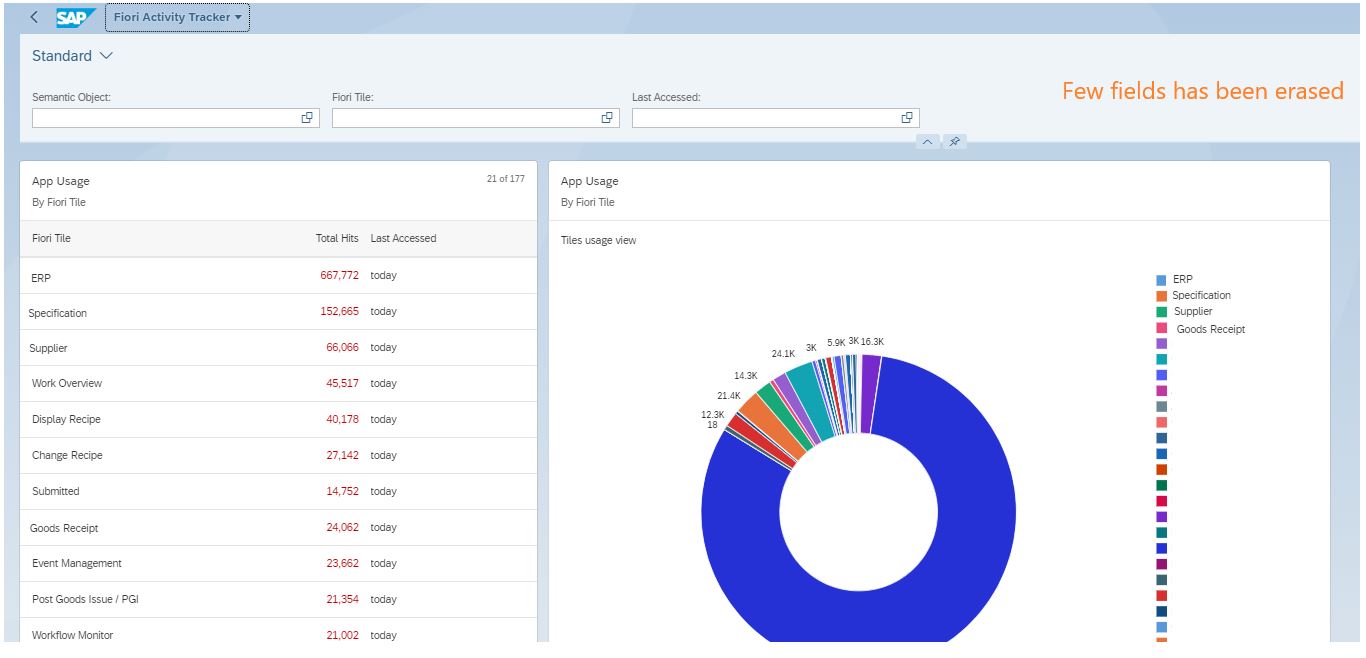 SAP Fiori Activity Tracker
Standard
Few fields has been erased
Semantic Object:
Fiori Tile:
Last Accessed:
App Usage
21 of 177
By Fiori Tile
Fiori Tile Total Hits Last Accessed
ERP 667,772 today
Specification 152,665 today
Supplier 66,066 today
Work Overview 45,517 today
Display Recipe 40,178 today
Change Recipe 27,142 today
Submitted 14,752 today
Goods Receipt 24,062 today
Event Management 23,662 today
Post Goods Issue / PGI 21,354 today
Workflow Monitor 21,002 today
App Usage
By Fiori Tile
Tiles usage view
18
12.3K
21.4K
14.3K
24.1K
3K
5.9K
3K
16.3K
ERP
Specification
Supplier
Goods Receipt